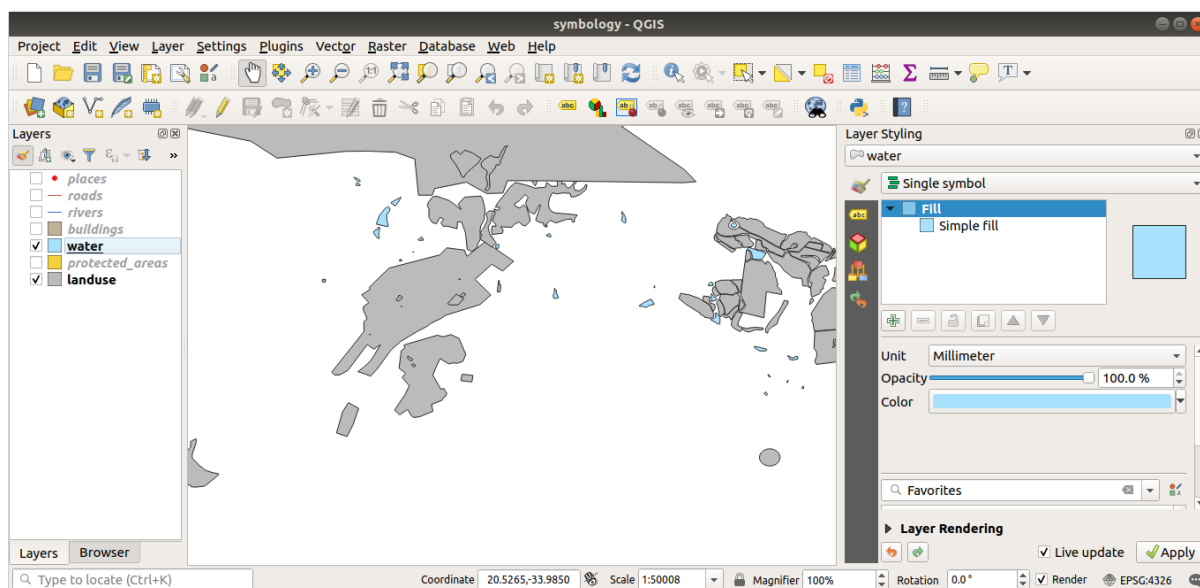 symbology - QGIS
Project Edit View Layer Settings Plugins Vector Raster Database Web Help
Layers
places
roads
rivers
buildings
water
protected_areas
landuse
Layers Browser
Layer Styling
water
Single symbol
Fill
Simple fill
Unit Millimeter
Opacity 100.0 %
Color
Favorites
Layer Rendering
Live update Apply
Type to locate (Ctrl+K) Coordinate 20.5265,-33.9850 Scale 1:50008 Magnifier 100% Rotation 0.0° Render EPSG:4326